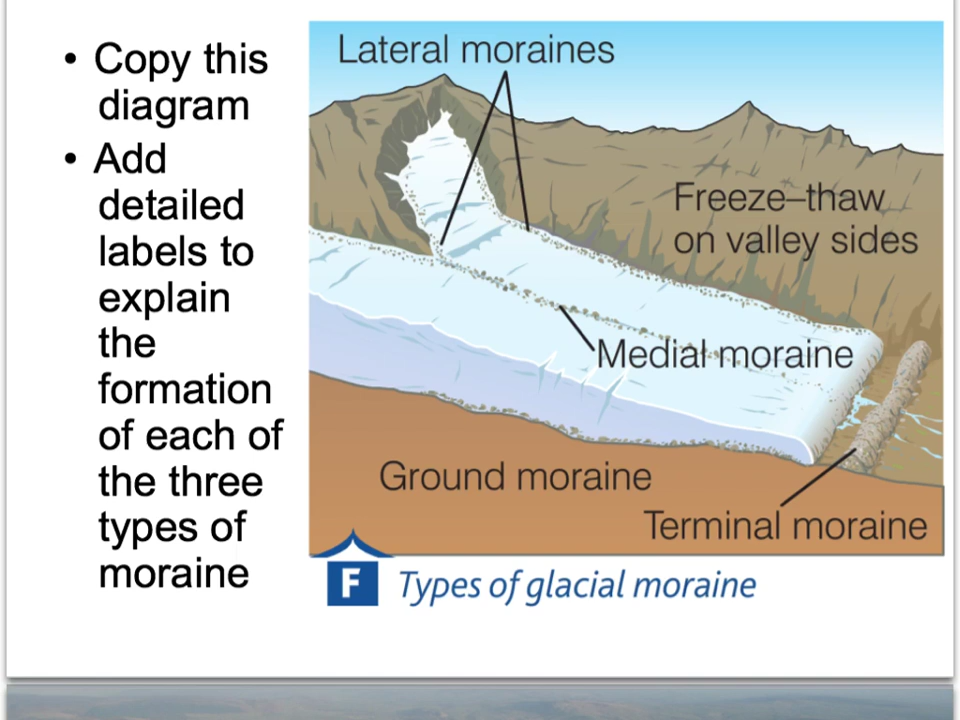 • Copy this
diagram
• Add
detailed
labels to
explain
the
formation
of each of
the three
types of
moraine
Lateral moraines
Freeze–thaw
on valley sides
Medial moraine
Ground moraine
Terminal moraine
F Types of glacial moraine